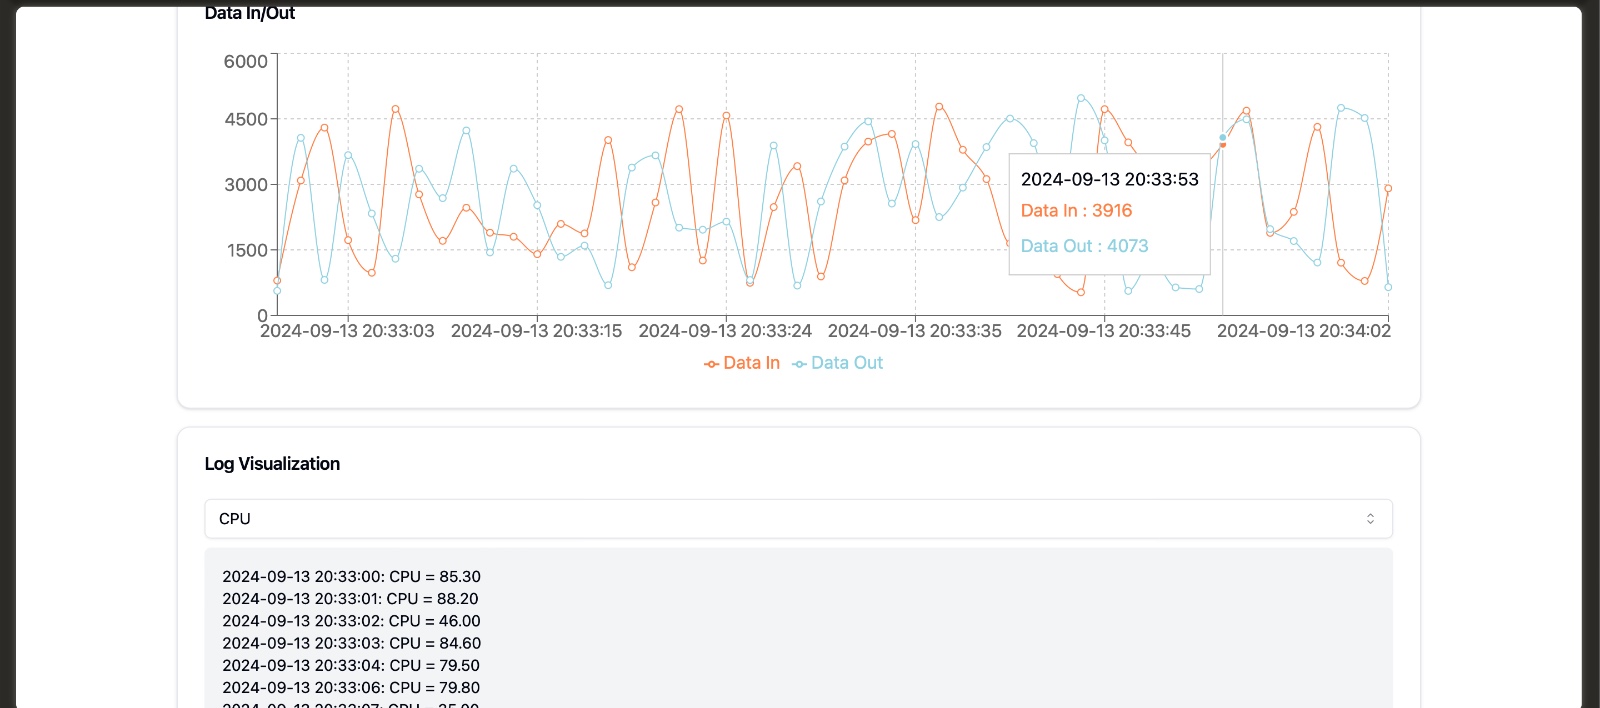 Data In/Out
6000
4500
3000
1500
0
2024-09-13 20:33:53
Data In : 3916
Data Out : 4073
2024-09-13 20:33:03 2024-09-13 20:33:15 2024-09-13 20:33:24 2024-09-13 20:33:35 2024-09-13 20:33:45 2024-09-13 20:34:02
Data In Data Out
Log Visualization
CPU
2024-09-13 20:33:00: CPU = 85.30
2024-09-13 20:33:01: CPU = 88.20
2024-09-13 20:33:02: CPU = 46.00
2024-09-13 20:33:03: CPU = 84.60
2024-09-13 20:33:04: CPU = 79.50
2024-09-13 20:33:06: CPU = 79.80